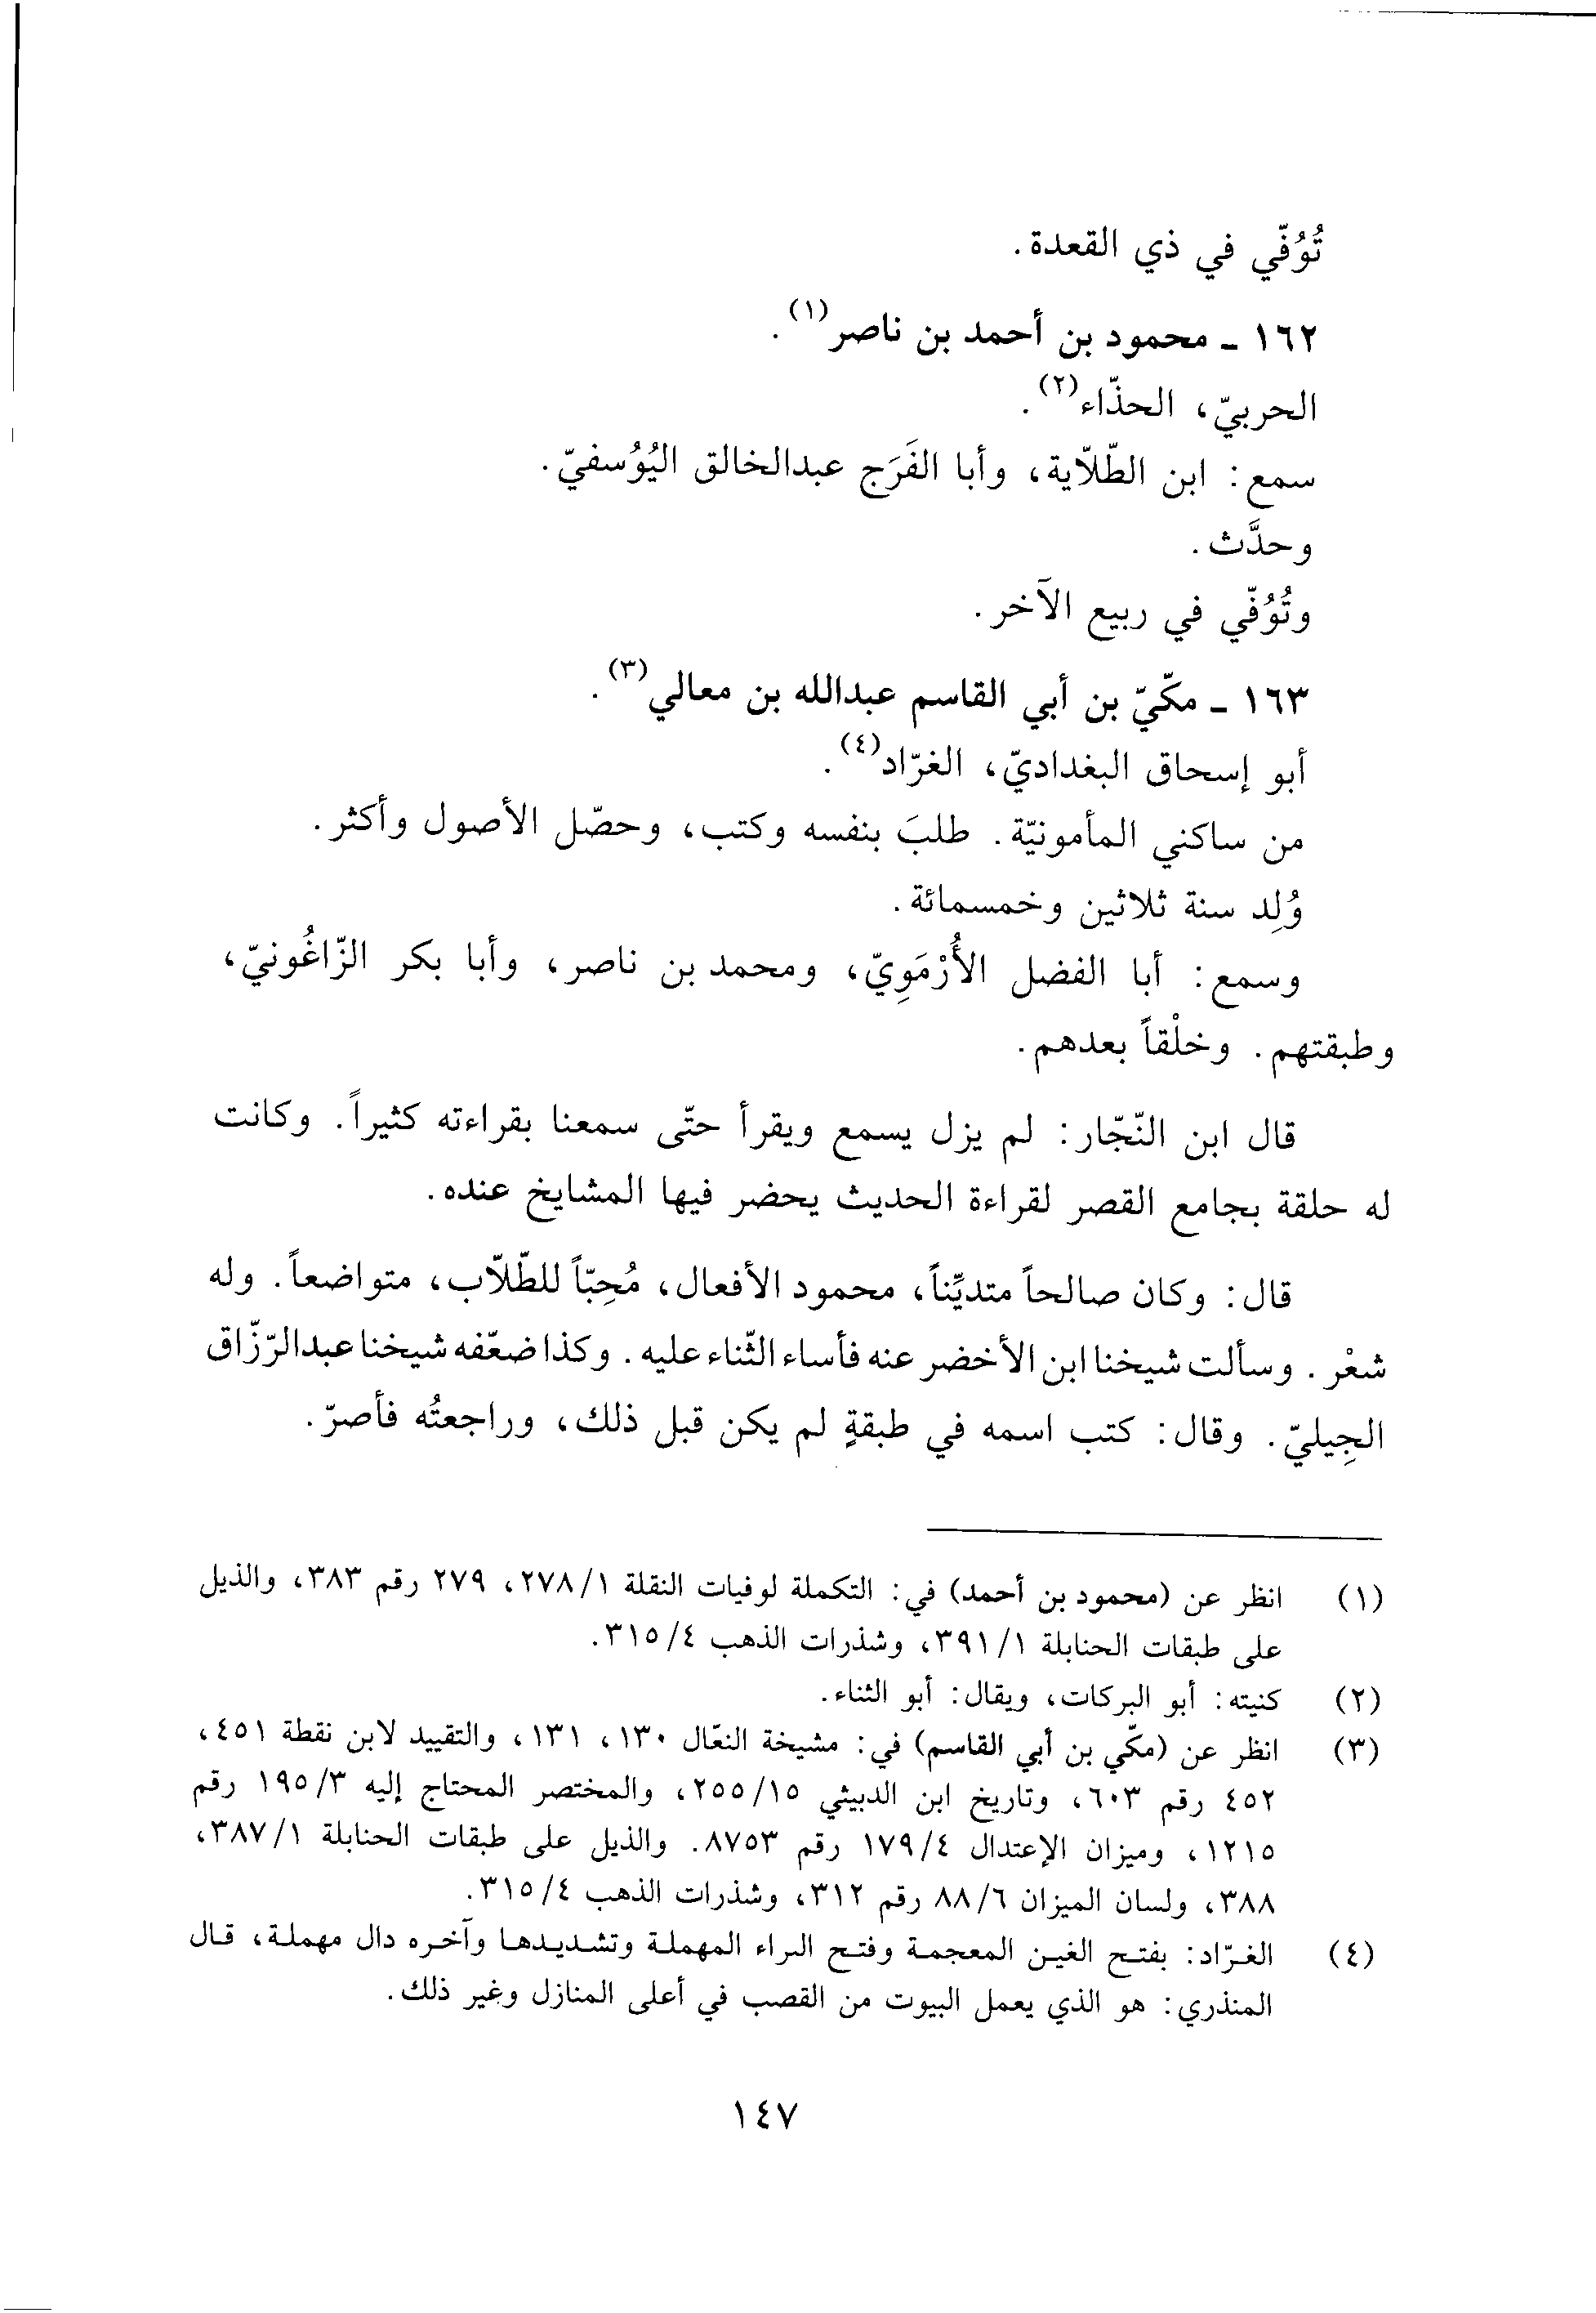 تُوُفّي في ذي القعدة.
١٦٢ ـ محمود بن أحمد بن ناصر(١).
الحربيّ، الحذّاء(٢).
سمع: ابن الطّلّاية، وأبا الفَرَج عبدالخالق اليُوُسفيّ.
وحدَّث.
وتُوُفّي في ربيع الآخر.
١٦٣ ـ مكّيّ بن أبي القاسم عبدالله بن معالي(٣).
أبو إسحاق البغداديّ، الغرّاد(٤).
من ساكني المأمونيّة. طلبَ بنفسه وكتب، وحصّل الأصول وأكثر.
وُلِد سنة ثلاثين وخمسمائة.
وسمع: أبا الفضل الأُرْمَوِيّ، ومحمد بن ناصر، وأبا بكر الزّاغُونيّ،
وطبقتهم. وخلْقاً بعدهم.
قال ابن النّجّار: لم يزل يسمع ويقرأ حتّى سمعنا بقراءته كثيراً. وكانت
له حلقة بجامع القصر لقراءة الحديث يحضر فيها المشايخ عنده.
قال: وكان صالحاً متديِّناً، محمود الأفعال، مُحِبّاً للطّلّاب، متواضعاً. وله
شعْر. وسألت شيخنا ابن الأخضر عنه فأساء الثّناء عليه. وكذا ضعّفه شيخنا عبدالرّزّاق
الجِيليّ. وقال: كتب اسمه في طبقةٍ لم يكن قبل ذلك، وراجعتُه فأصرّ.
(١) انظر عن (محمود بن أحمد) في: التكملة لوفيات النقلة ٢٧٨/١، ٢٧٩ رقم ٣٨٣، والذيل
على طبقات الحنابلة ٣٩١/١، وشذرات الذهب ٣١٥/٤.
(٢) كنيته: أبو البركات، ويقال: أبو الثناء.
(٣) انظر عن (مكّي بن أبي القاسم) في: مشيخة النعّال ١٣٠، ١٣١، والتقييد لابن نقطة ٤٥١،
٤٥٢ رقم ٦٠٣، وتاريخ ابن الدبيثي ٢٥٥/١٥، والمختصر المحتاج إليه ١٩٥/٣ رقم
١٢١٥، وميزان الإعتدال ١٧٩/٤ رقم ٨٧٥٣. والذيل على طبقات الحنابلة ٣٨٧/١،
٣٨٨، ولسان الميزان ٨٨/٦ رقم ٣١٢، وشذرات الذهب ٣١٥/٤.
(٤) الغرّاد: بفتح الغين المعجمة وفتح الراء المهملة وتشديدها وآخره دال مهملة، قال
المنذري: هو الذي يعمل البيوت من القصب في أعلى المنازل وغير ذلك.
١٤٧